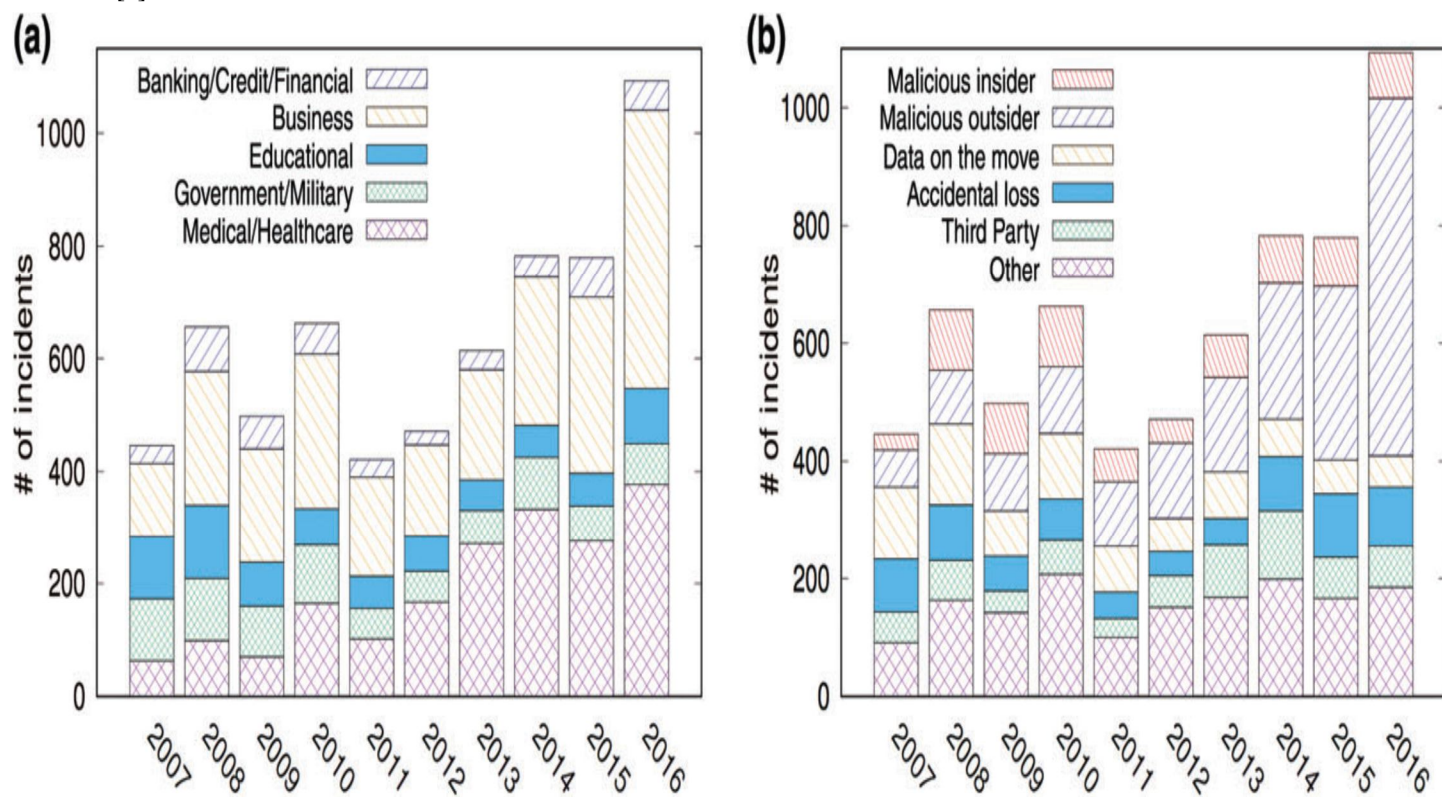 (a)
Banking/Credit/Financial
Business
Educational
Government/Military
Medical/Healthcare
# of incidents
1000
800
600
400
200
0
2007
2008
2009
2010
2011
2012
2013
2014
2015
2016
(b)
Malicious insider
Malicious outsider
Data on the move
Accidental loss
Third Party
Other
# of incidents
1000
800
600
400
200
0
2007
2008
2009
2010
2011
2012
2013
2014
2015
2016